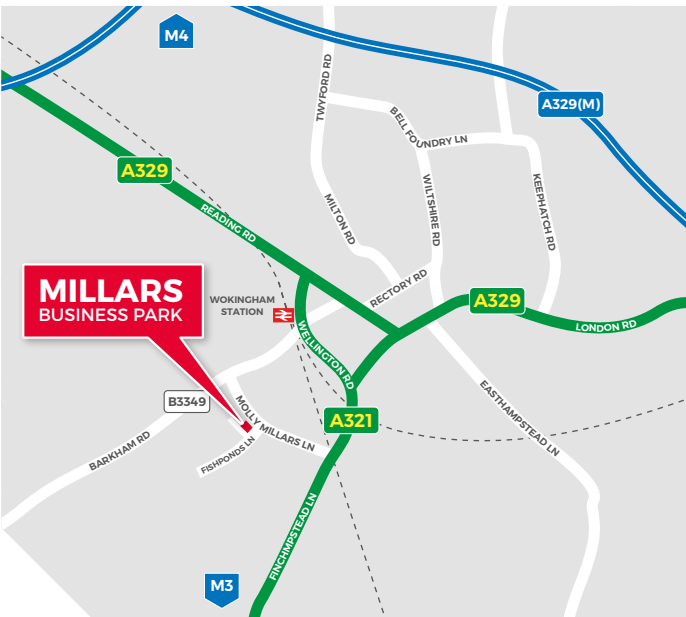 M4
TWYFORD RD
A329(M)
BELL FOUNDRY LN
A329
WILTSHIRE RD
KEEPHATCH RD
MILTON RD
READING RD
MILLARS
BUSINESS PARK
WOKINGHAM
STATION
RECTORY RD
A329
LONDON RD
WELLINGTON RD
B3349
MOLLY MILLARS LN
A321
EASTHAMPSTEAD LN
BARKHAM RD
FISHPONDS LN
FINCHMPSTEAD LN
M3